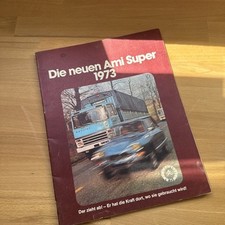 Die neuen Ami Super
1973
Der zieht ab! – Er hat die Kraft dort, wo sie gebraucht wird!